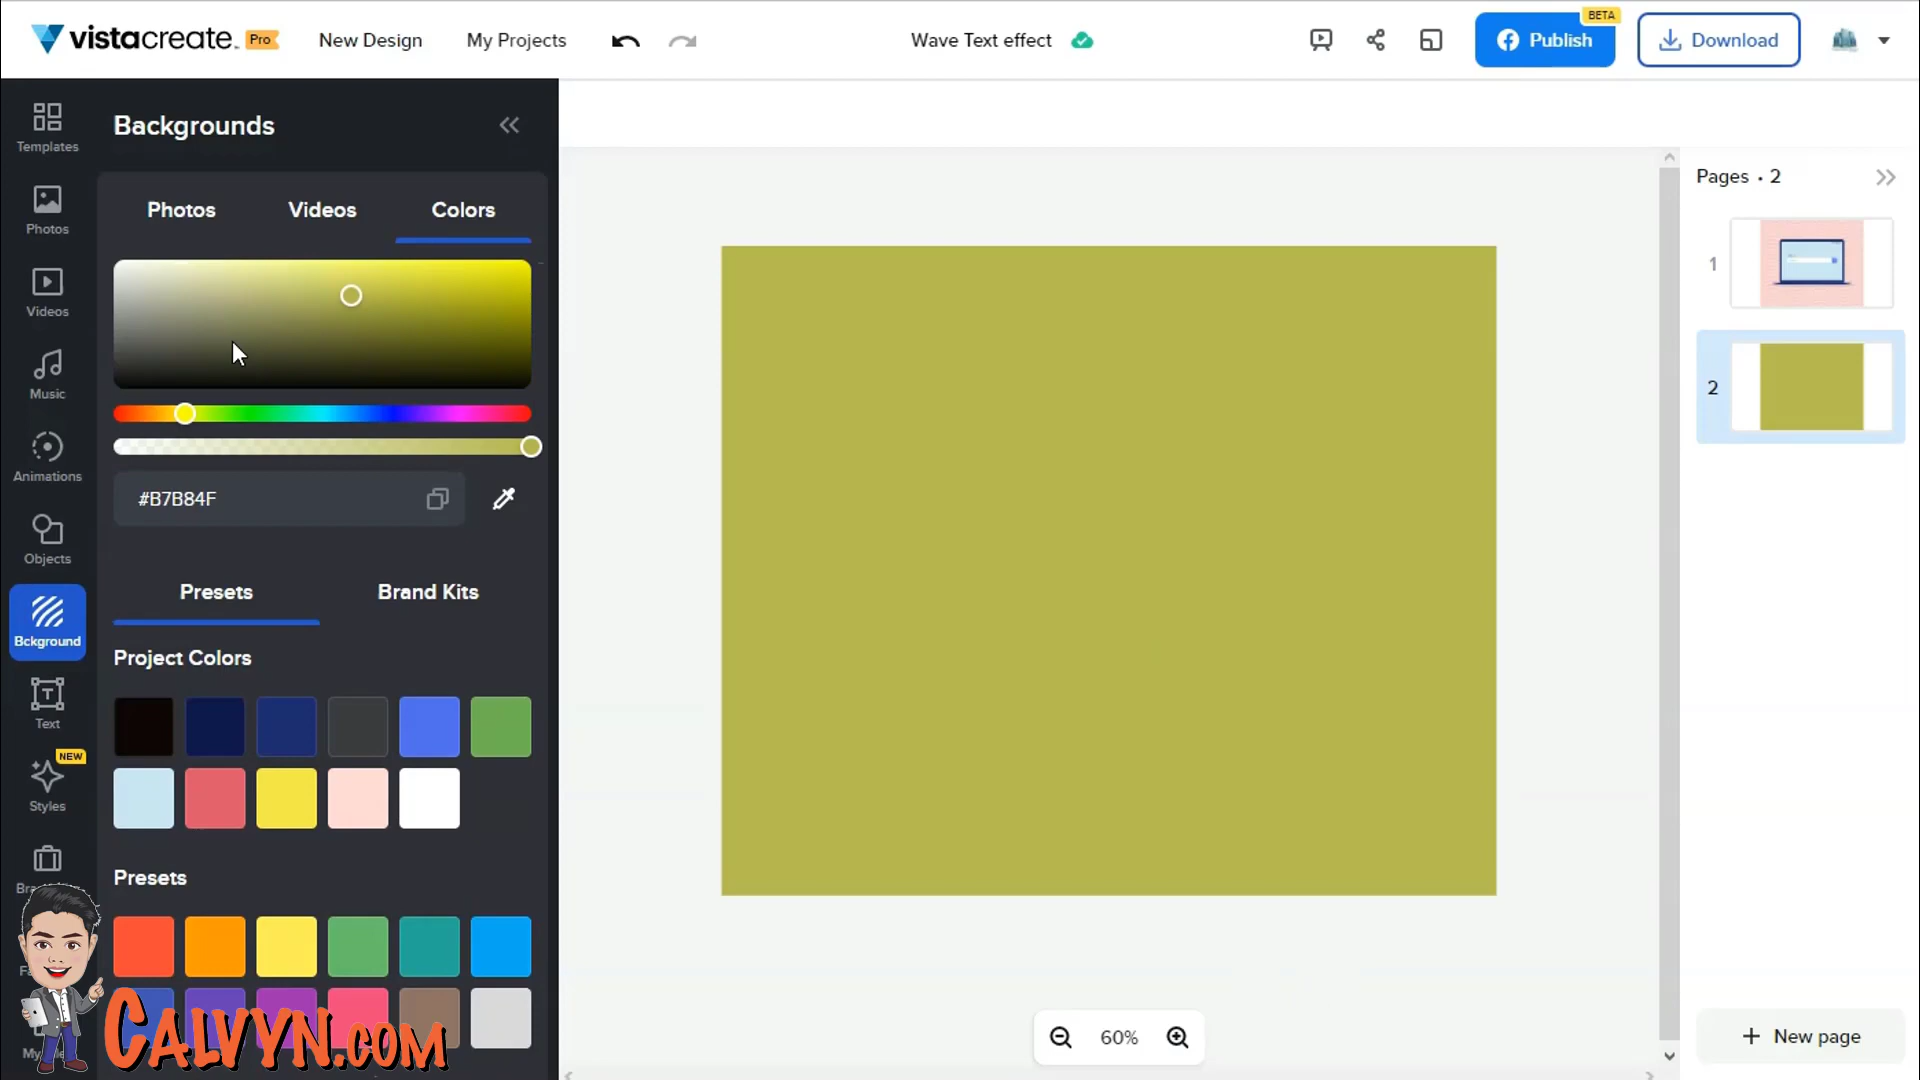 vistacreate. Pro
New Design
My Projects
Wave Text effect
BETA
Publish
Download
Templates
Photos
Videos
Music
Animations
Objects
Bckground
Text
NEW
Styles
Backgrounds
Photos
Videos
Colors
#B7B84F
Presets
Brand Kits
Project Colors
Presets
CALVYN.COM
60%
Pages • 2
1
2
New page